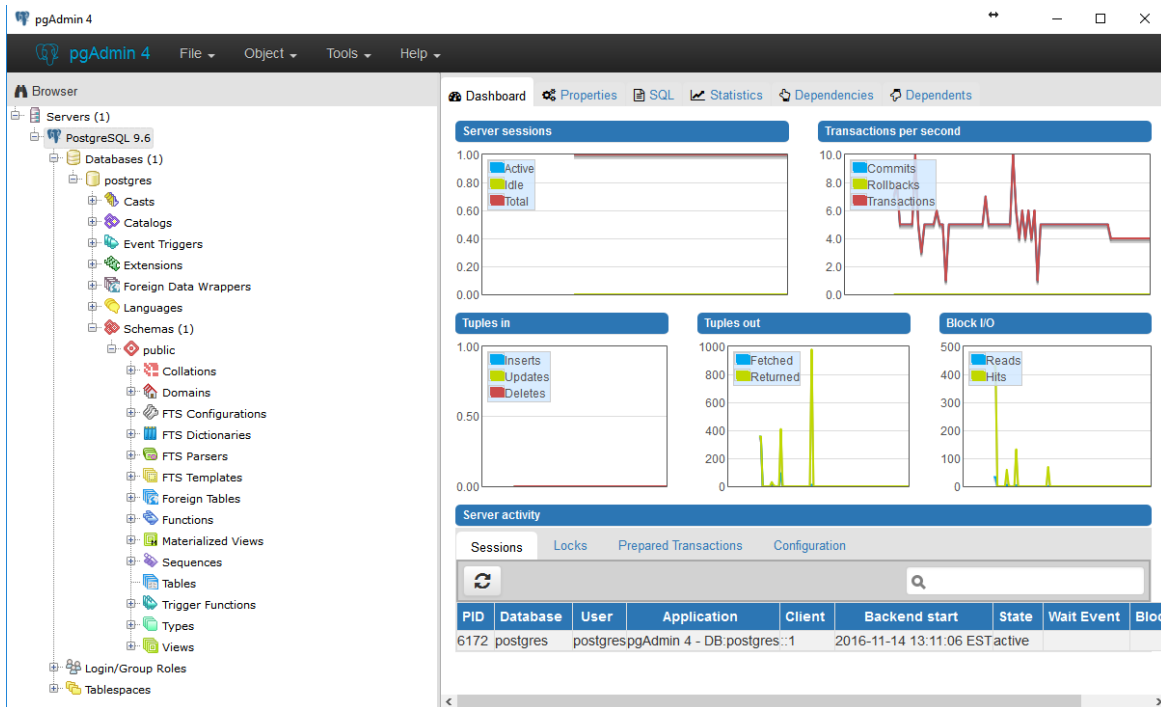 pgAdmin 4
pgAdmin 4 File Object Tools Help
Browser
Servers (1)
PostgreSQL 9.6
Databases (1)
postgres
Casts
Catalogs
Event Triggers
Extensions
Foreign Data Wrappers
Languages
Schemas (1)
public
Collations
Domains
FTS Configurations
FTS Dictionaries
FTS Parsers
FTS Templates
Foreign Tables
Functions
Materialized Views
Sequences
Tables
Trigger Functions
Types
Views
Login/Group Roles
Tablespaces
Dashboard Properties SQL Statistics Dependencies Dependents
Server sessions
1.00
0.80
0.60
0.40
0.20
0.00
Active
Idle
Total
Transactions per second
10.0
8.0
6.0
4.0
2.0
0.0
Commits
Rollbacks
Transactions
Tuples in
1.00
0.50
0.00
Inserts
Updates
Deletes
Tuples out
1000
800
600
400
200
0
Fetched
Returned
Block I/O
500
400
300
200
100
0
Reads
Hits
Server activity
Sessions Locks Prepared Transactions Configuration
PID Database User Application Client Backend start State Wait Event Bloc
6172 postgres postgres pgAdmin 4 - DB:postgres ::1 2016-11-14 13:11:06 EST active